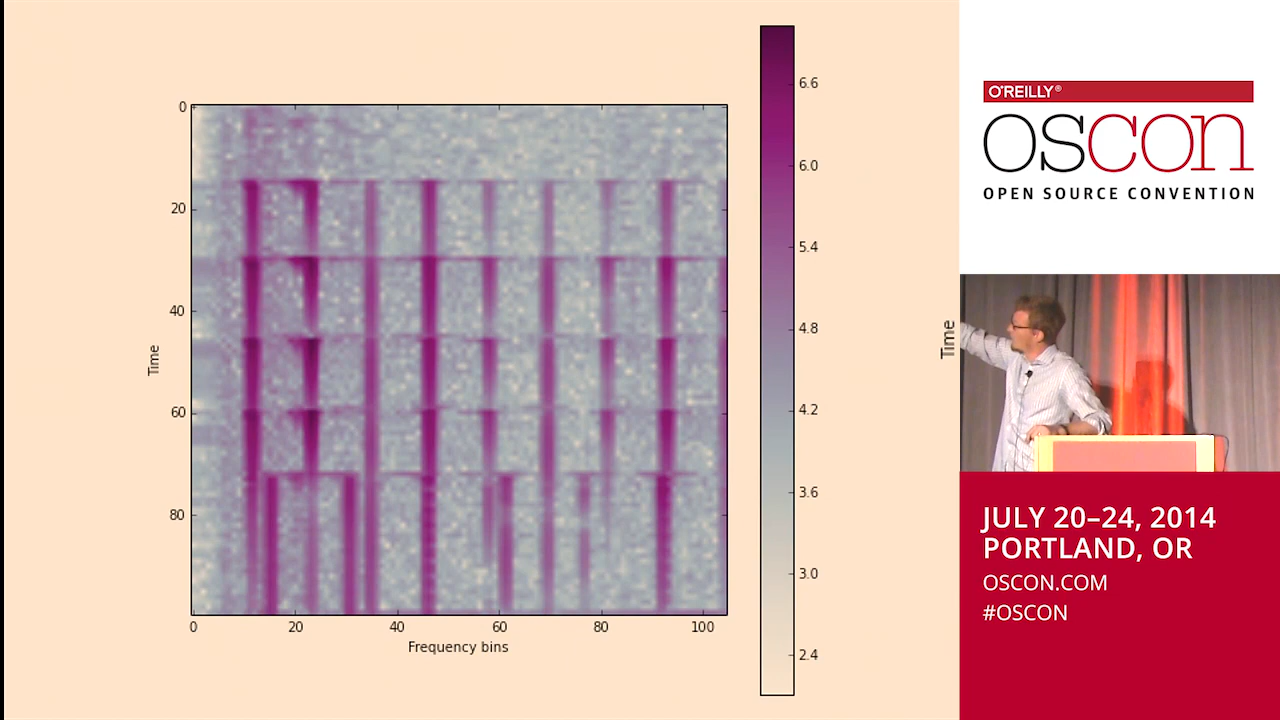 0
20
40
60
80
Time
0
20
40
60
80
100
Frequency bins
6.6
6.0
5.4
4.8
4.2
3.6
3.0
2.4
Time
O'REILLY®
OSCON
OPEN SOURCE CONVENTION
JULY 20–24, 2014
PORTLAND, OR
OSCON.COM
#OSCON